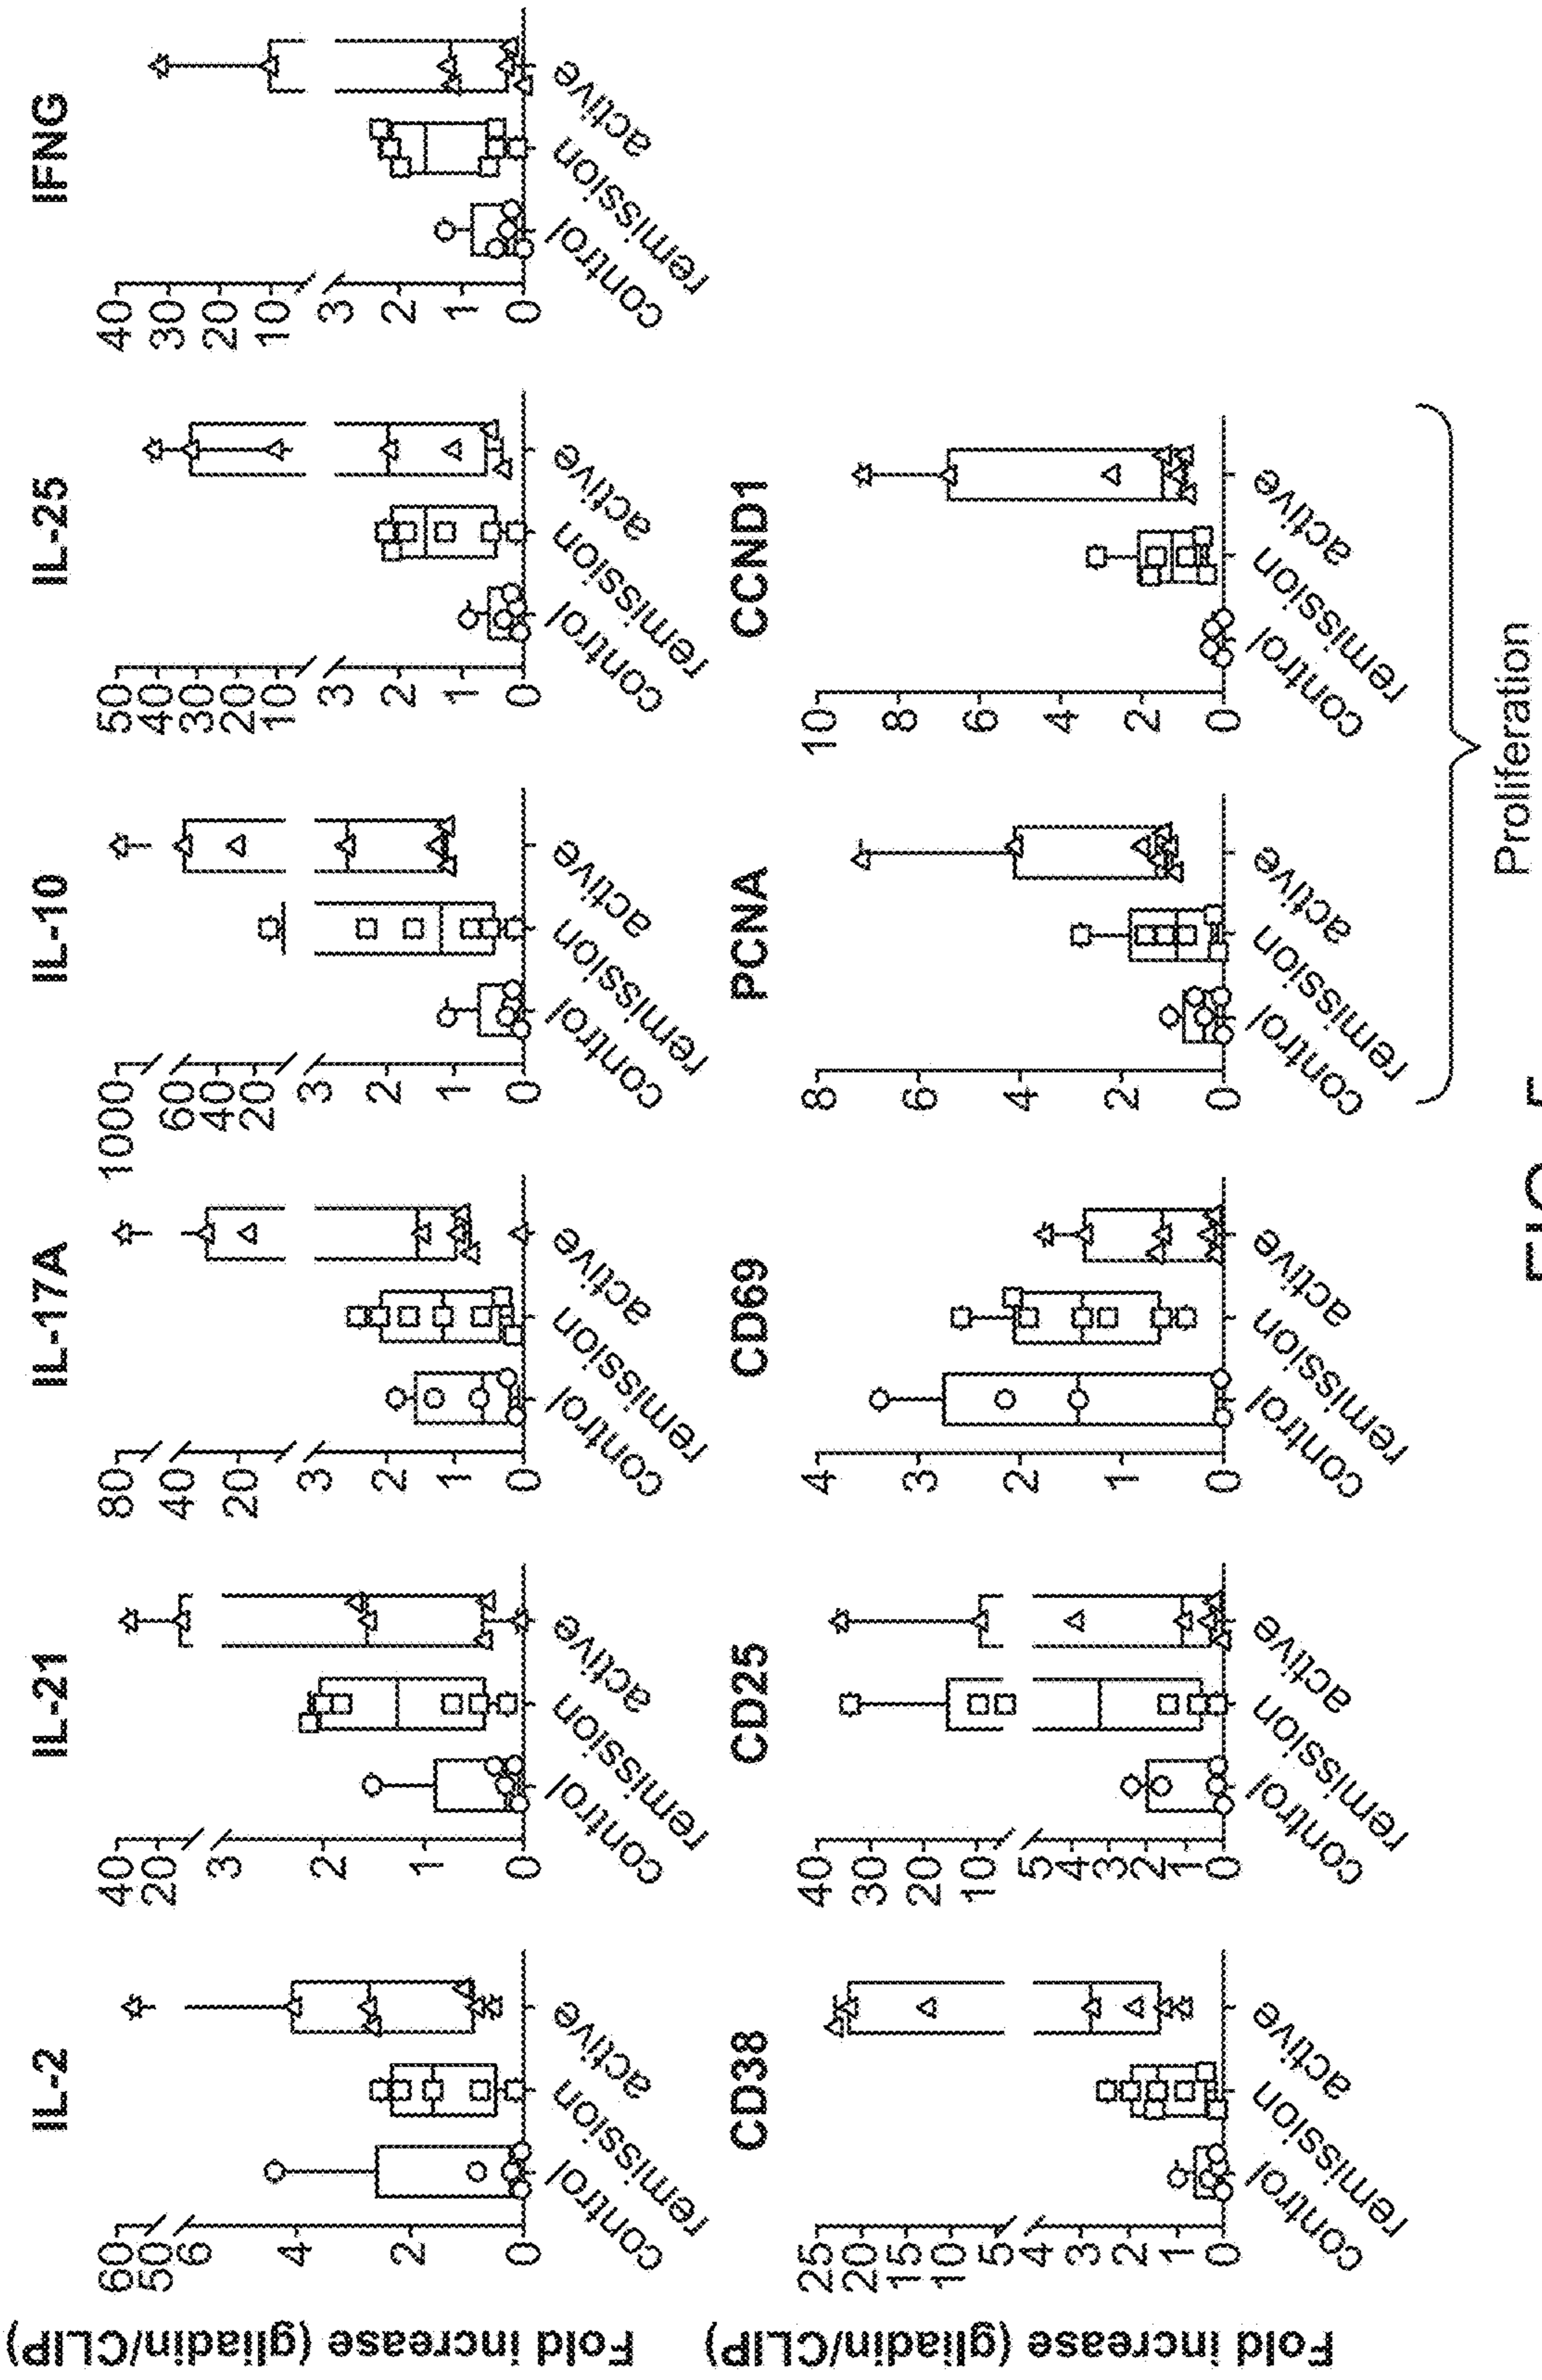 Fold increase (gliadin/CLIP)
IL-2
60
50
6
4
2
0
control
remission
active
IL-21
40
20
3
2
1
0
control
remission
active
IL-17A
80
40
20
3
2
1
0
control
remission
active
IL-10
1000
60
40
20
3
2
1
0
control
remission
active
IL-25
50
40
30
20
10
3
2
1
0
control
remission
active
IFNG
40
30
20
10
3
2
1
0
control
remission
active
Fold increase (gliadin/CLIP)
CD38
25
20
15
10
5
4
3
2
1
0
control
remission
active
CD25
40
30
20
10
5
4
3
2
1
0
control
remission
active
CD69
4
3
2
1
0
control
remission
active
PCNA
8
6
4
2
0
control
remission
active
CCND1
10
8
6
4
2
0
control
remission
active
Proliferation